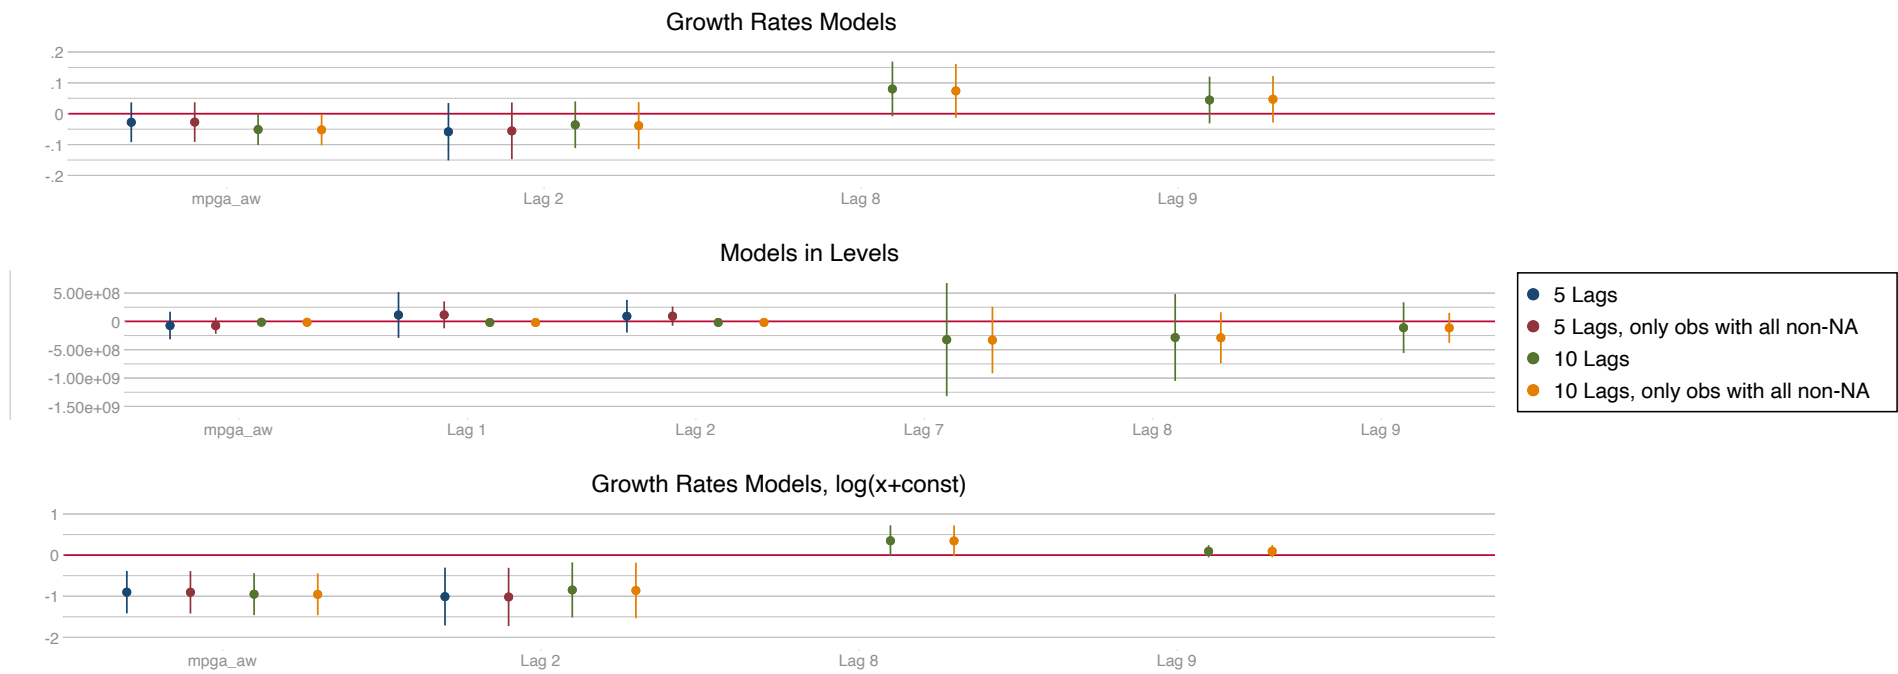 Growth Rates Models
.2
.1
0
-.1
-.2
mpga_aw Lag 2 Lag 8 Lag 9
Models in Levels
5.00e+08
0
-5.00e+08
-1.00e+09
-1.50e+09
mpga_aw Lag 1 Lag 2 Lag 7 Lag 8 Lag 9
5 Lags
5 Lags, only obs with all non-NA
10 Lags
10 Lags, only obs with all non-NA
Growth Rates Models, log(x+const)
1
0
-1
-2
mpga_aw Lag 2 Lag 8 Lag 9